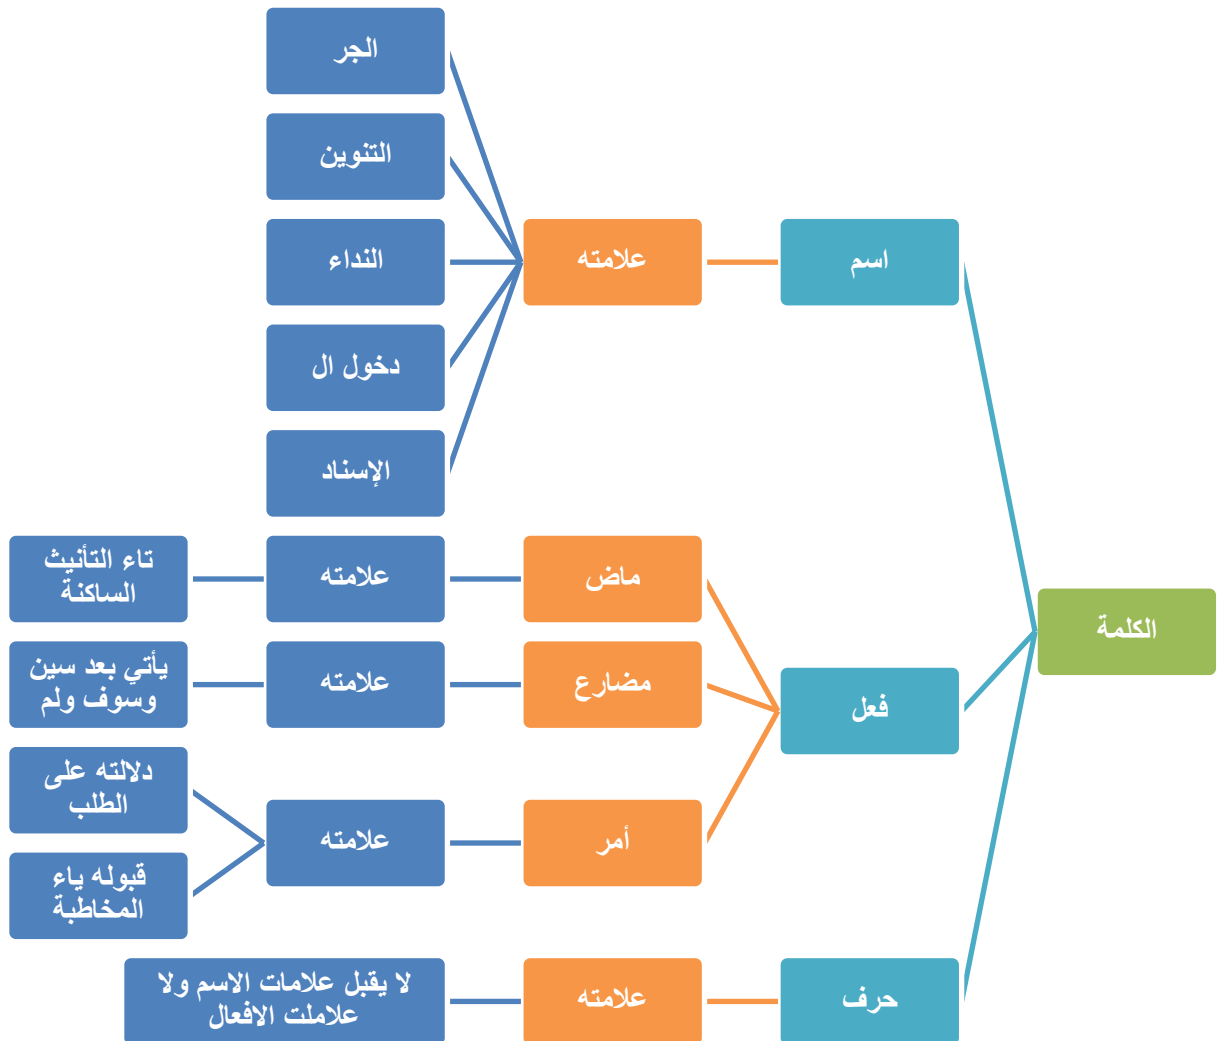 الكلمة
اسم
علامته
الجر
التنوين
النداء
دخول ال
الإسناد
فعل
ماض
علامته
تاء التأنيث
الساكنة
مضارع
علامته
يأتي بعد سين
وسوف ولم
أمر
علامته
دلالته على
الطلب
قبوله ياء
المخاطبة
حرف
علامته
لا يقبل علامات الاسم ولا
علاملت الافعال